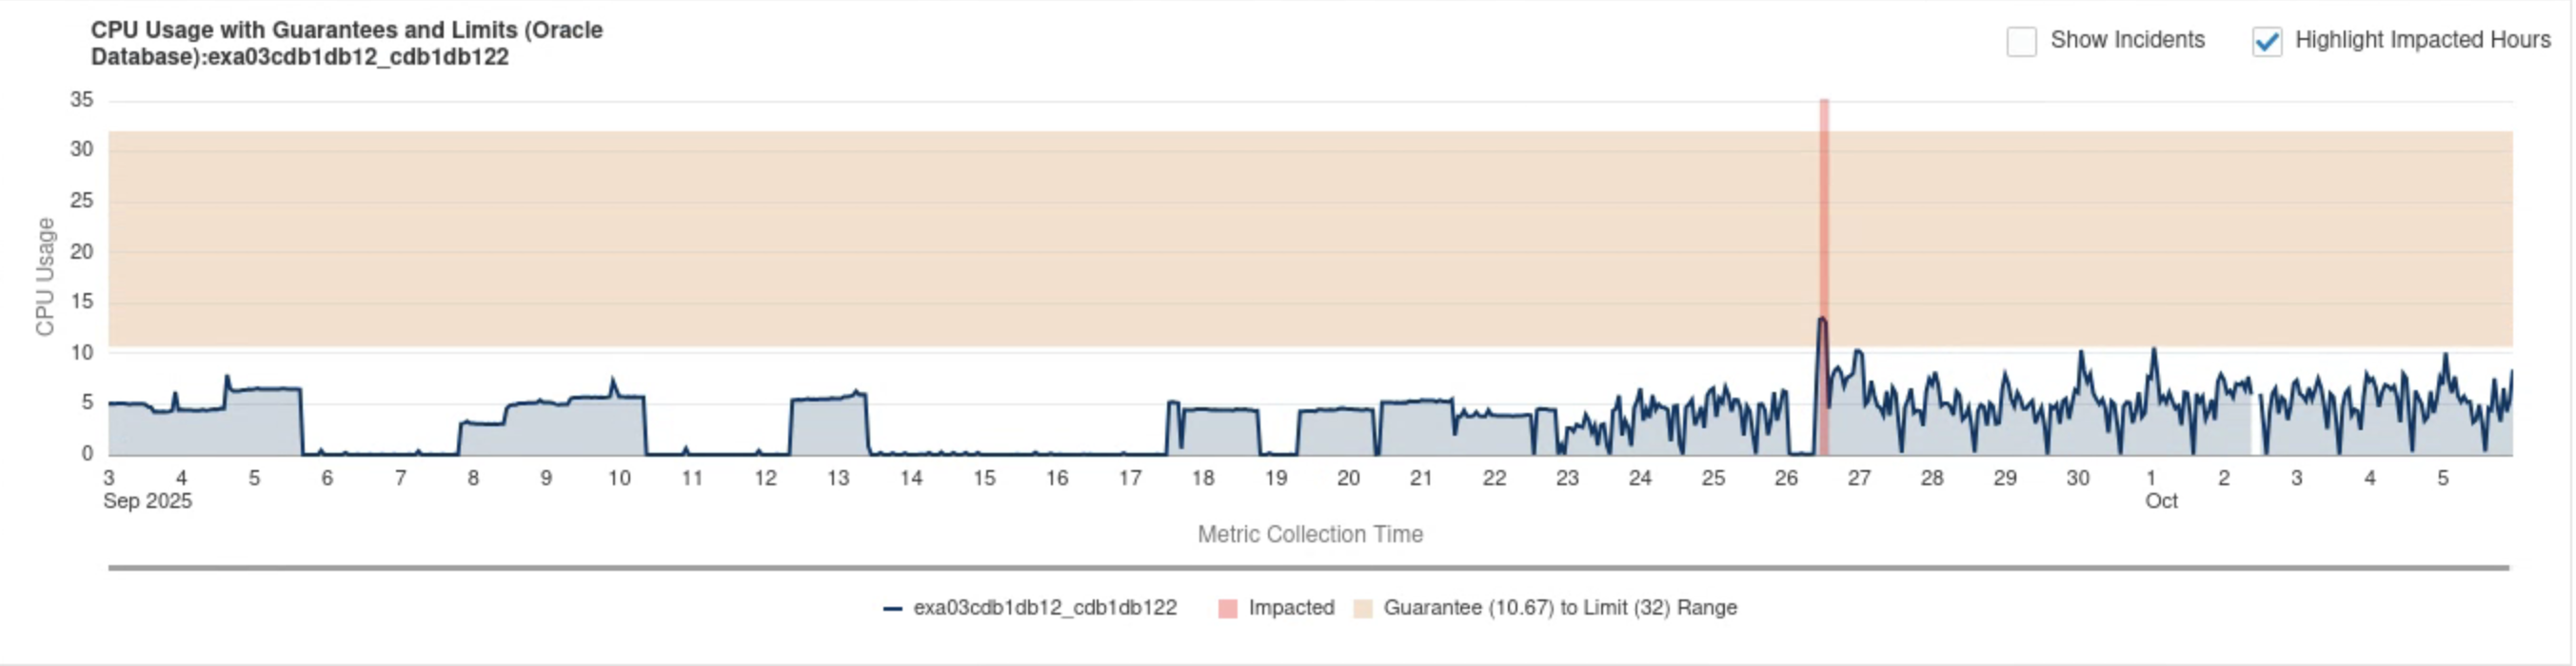 CPU Usage with Guarantees and Limits (Oracle
Database):exa03cdb1db12_cdb1db122
Show Incidents
Highlight Impacted Hours
35
30
25
20
15
10
5
0
CPU Usage
3 4 5 6 7 8 9 10 11 12 13 14 15 16 17 18 19 20 21 22 23 24 25 26 27 28 29 30 1 2 3 4 5
Sep 2025 Oct
Metric Collection Time
exa03cdb1db12_cdb1db122 Impacted Guarantee (10.67) to Limit (32) Range